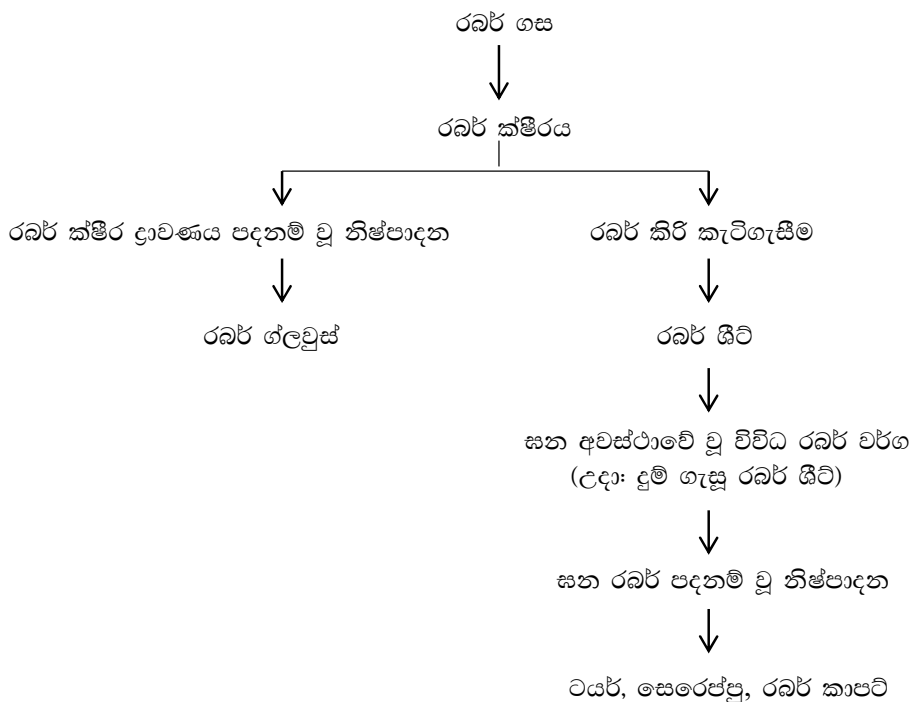 රබර් ගස
රබර් ක්ෂීරය
රබර් ක්ෂීර ද්‍රාවණය පදනම් වූ නිෂ්පාදන
රබර් කිරි කැටිගැසීම
රබර් ග්ලවුස්
රබර් ශීට්
ඝන අවස්ථාවේ වූ විවිධ රබර් වර්ග
(උදා: දුම් ගැසූ රබර් ශීට්)
ඝන රබර් පදනම් වූ නිෂ්පාදන
ටයර්, සෙරෙප්පු, රබර් කාපට්